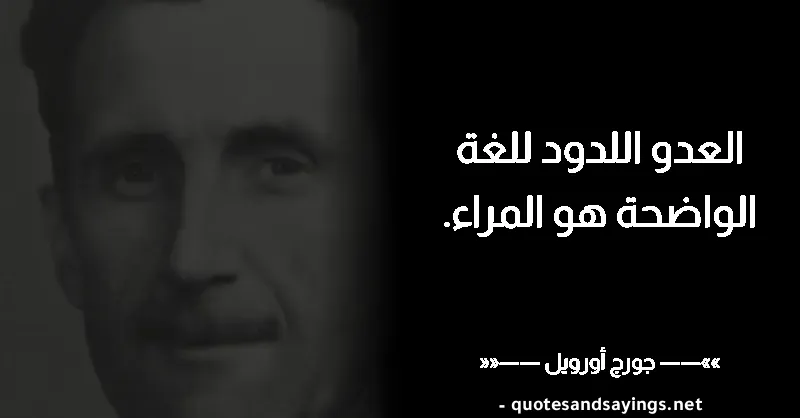 العدو اللدود للغة
الواضحة هو المراء.
»»—— جورج أورويل ——««
- quotesandsayings.net